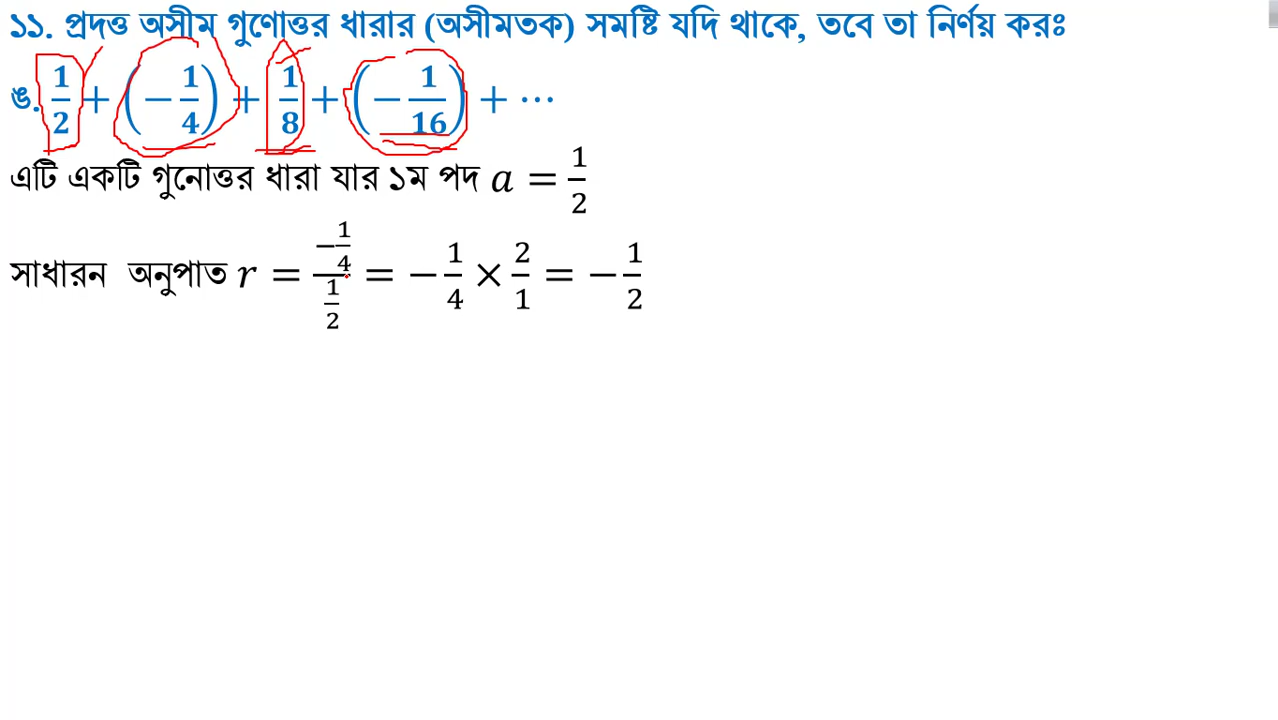 ১১. প্রদত্ত অসীম গুণোত্তর ধারার (অসীমতক) সমষ্টি যদি থাকে, তবে তা নির্ণয় করঃ
ঙ. 1/2 + (−1/4) + 1/8 + (−1/16) + ⋯
এটি একটি গুনোত্তর ধারা যার ১ম পদ a = 1/2
সাধারন অনুপাত r = (−1/4)/(1/2) = −1/4 × 2/1 = −1/2